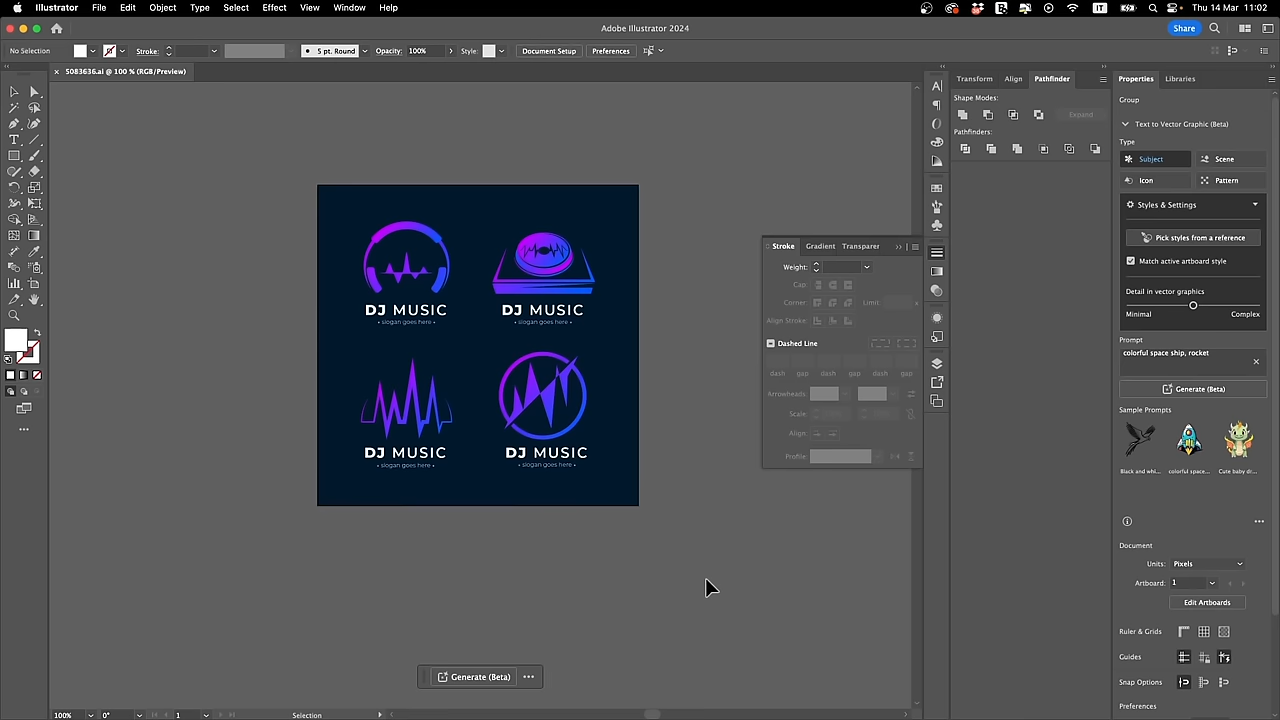 Illustrator File Edit Object Type Select Effect View Window Help
IT
Thu 14 Mar 11:02
Adobe Illustrator 2024
Share
No Selection
Stroke:
5 pt. Round
Opacity: 100%
Style:
Document Setup
Preferences
5083636.ai @ 100 % (RGB/Preview)
Transform Align Pathfinder
Shape Modes:
Expand
Pathfinders:
Properties Libraries
Group
Text to Vector Graphic (Beta)
Type
Subject
Scene
Icon
Pattern
Styles & Settings
Pick styles from a reference
Match active artboard style
Detail in vector graphics
Minimal Complex
Prompt
colorful space ship, rocket
Generate (Beta)
Sample Prompts
Black and whi...
colorful space...
Cute baby dr...
Document
Units: Pixels
Artboard: 1
Edit Artboards
Ruler & Grids
Guides
Snap Options
Preferences
Stroke Gradient Transparer
Weight:
Cap:
Corner:
Limit:
Align Stroke:
Dashed Line
dash gap dash gap dash gap
Arrowheads:
Scale:
Align:
Profile:
DJ MUSIC
• slogan goes here •
DJ MUSIC
• slogan goes here •
DJ MUSIC
• slogan goes here •
DJ MUSIC
• slogan goes here •
Generate (Beta)
100%
0°
1
Selection